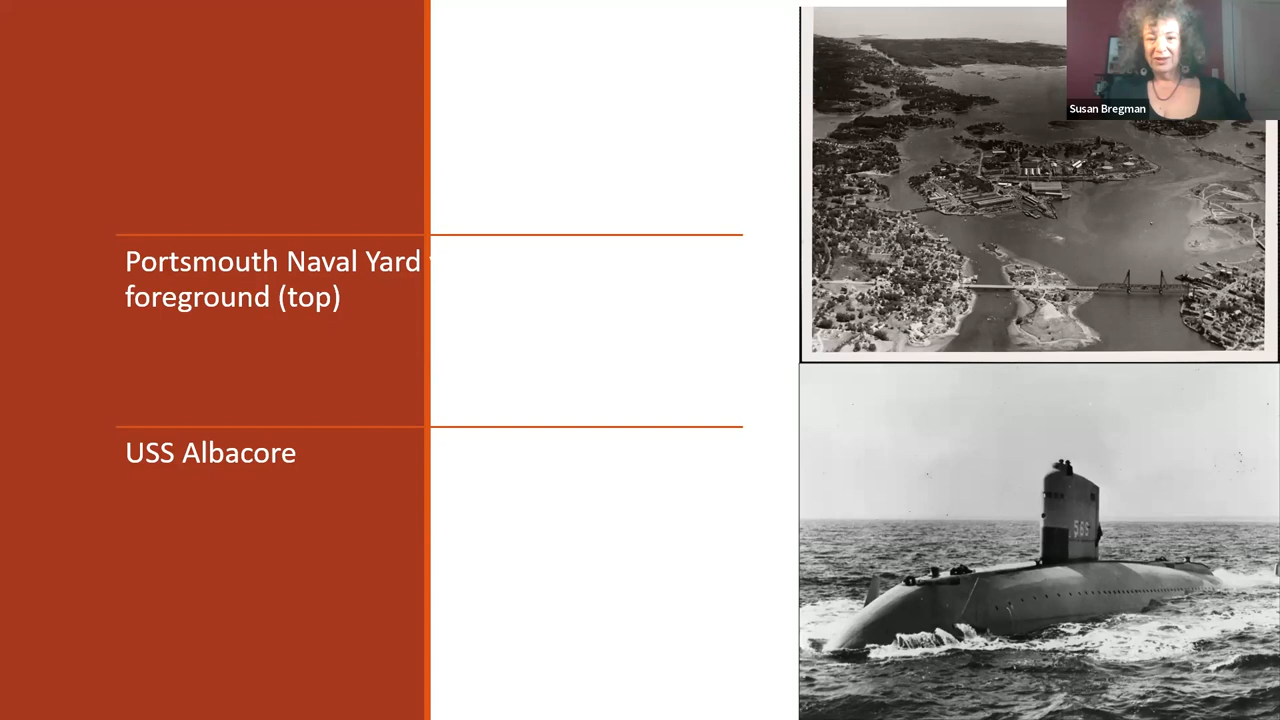 Susan Bregman
Portsmouth Naval Yard
foreground (top)
USS Albacore
569